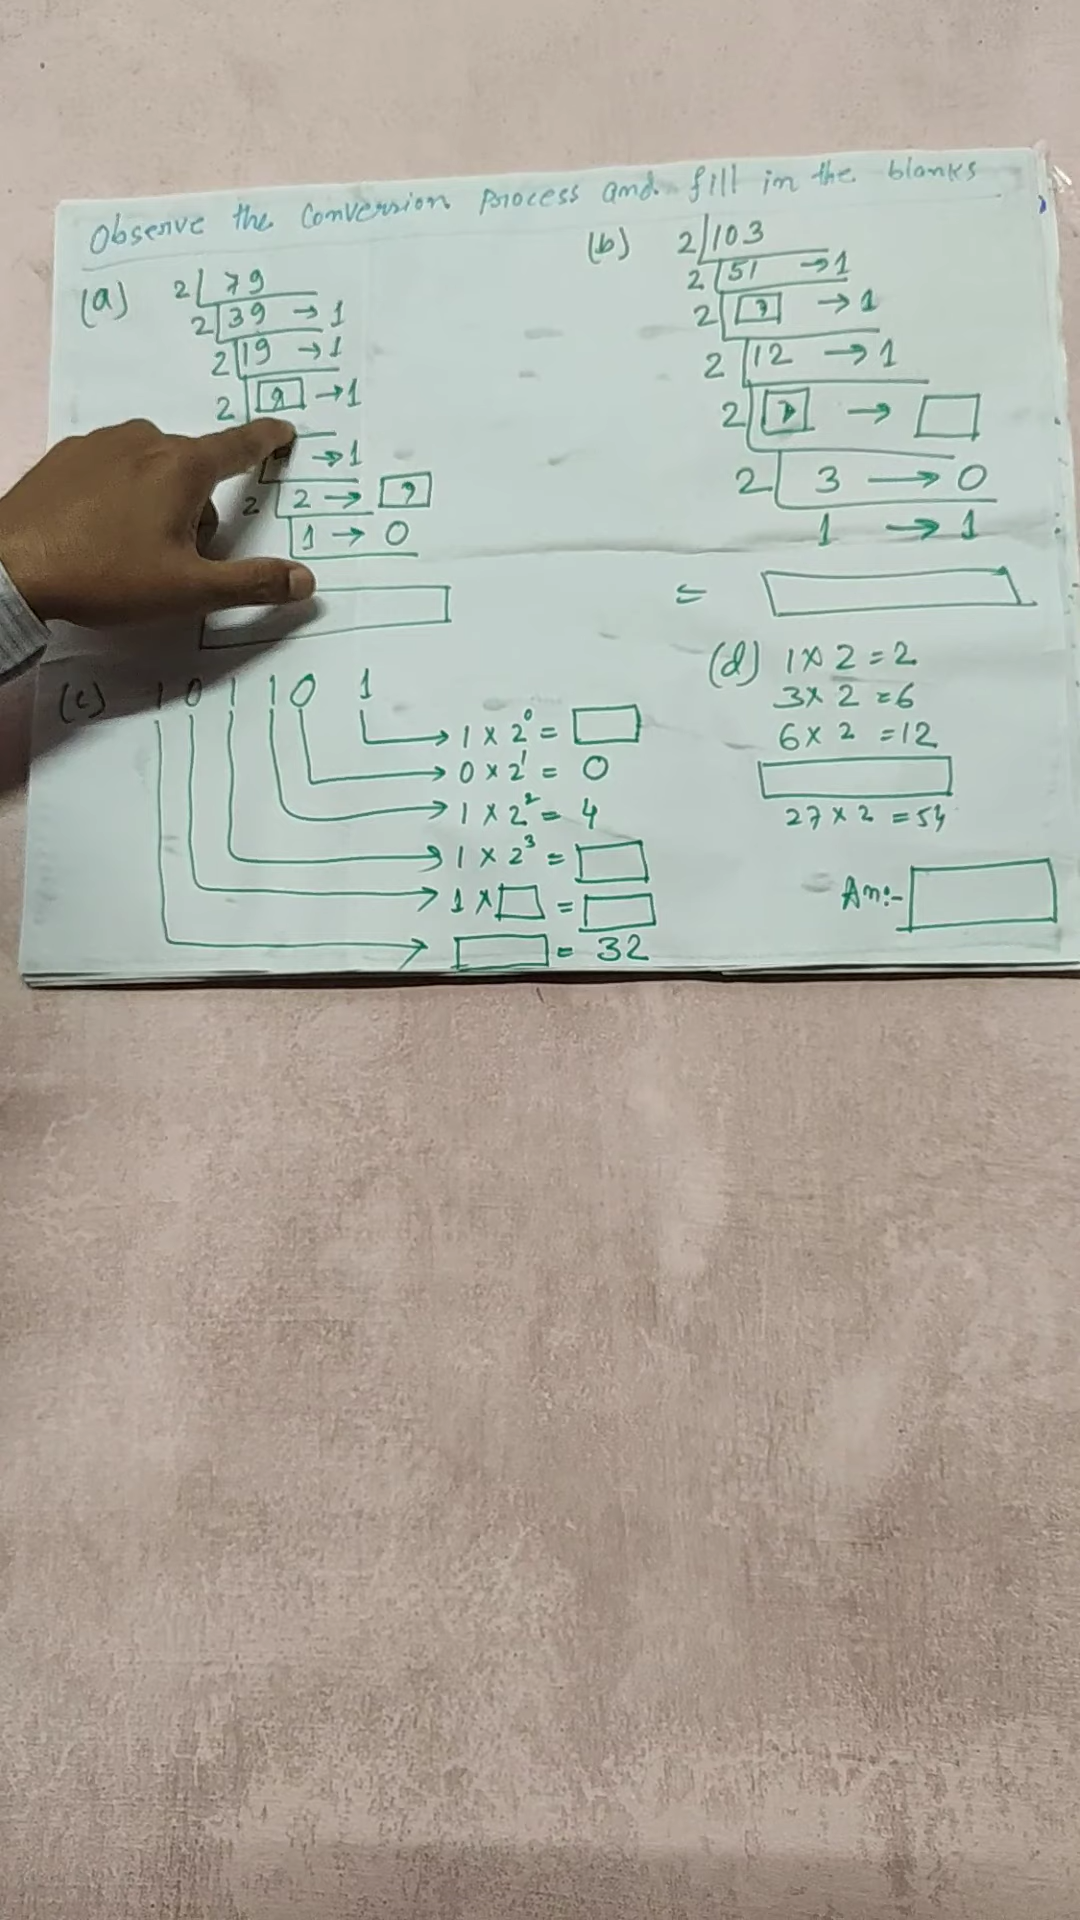 Observe the conversion process and fill in the blanks
(a)
2 79
2 39 → 1
2 19 → 1
2 ? → 1
→ 1
2 2 → ?
1 → 0
(b)
2 103
2 51 → 1
2 ? → 1
2 12 → 1
2 ? →
2 3 → 0
1 → 1
=
(c) 1 0 1 1 0 1
→ 1 × 2⁰ =
→ 0 × 2¹ = 0
→ 1 × 2² = 4
→ 1 × 2³ =
→ 1 × =
→ = 32
(d) 1 × 2 = 2
3 × 2 = 6
6 × 2 = 12
27 × 2 = 54
An:-